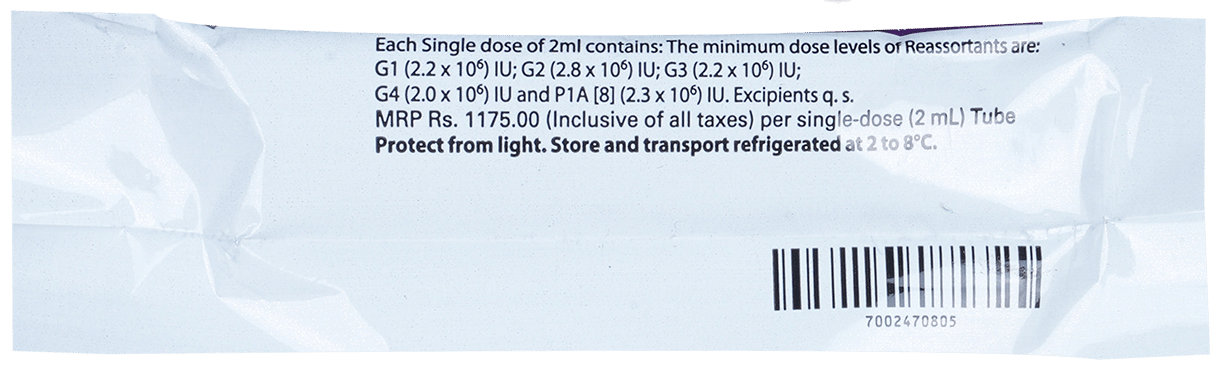 Each Single dose of 2ml contains: The minimum dose levels of Reassortants are:
G1 (2.2 x 10⁶) IU; G2 (2.8 x 10⁶) IU; G3 (2.2 x 10⁶) IU;
G4 (2.0 x 10⁶) IU and P1A [8] (2.3 x 10⁶) IU. Excipients q. s.
MRP Rs. 1175.00 (Inclusive of all taxes) per single-dose (2 mL) Tube
Protect from light. Store and transport refrigerated at 2 to 8°C.
7002470805